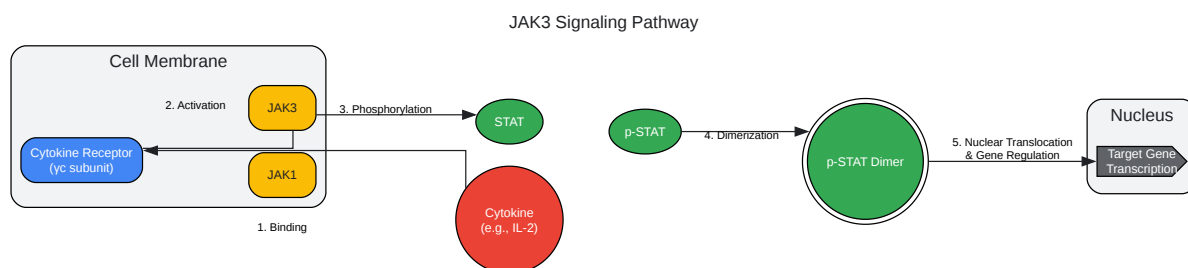 JAK3 Signaling Pathway
Cell Membrane
2. Activation
JAK3
3. Phosphorylation
Cytokine Receptor
(γc subunit)
JAK1
1. Binding
STAT
Cytokine
(e.g., IL-2)
p-STAT
4. Dimerization
p-STAT Dimer
5. Nuclear Translocation
& Gene Regulation
Nucleus
Target Gene
Transcription